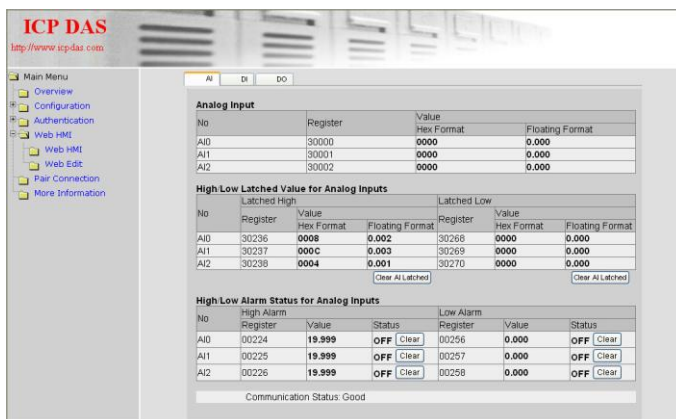 ICP DAS
http://www.icpdas.com
Main Menu
Overview
Configuration
Authentication
Web HMI
Web HMI
Web Edit
Pair Connection
More Information
AI DI DO
Analog Input
No Register Value
Hex Format Floating Format
AI0 30000 0000 0.000
AI1 30001 0000 0.000
AI2 30002 0000 0.000
High/Low Latched Value for Analog Inputs
No Latched High Latched Low
Register Value Register Value
Hex Format Floating Format Hex Format Floating Format
AI0 30236 0008 0.002 30268 0000 0.000
AI1 30237 000C 0.003 30269 0000 0.000
AI2 30238 0004 0.001 30270 0000 0.000
Clear AI Latched Clear AI Latched
High/Low Alarm Status for Analog Inputs
No High Alarm Low Alarm
Register Value Status Register Value Status
AI0 00224 19.999 OFF Clear 00256 0.000 OFF Clear
AI1 00225 19.999 OFF Clear 00257 0.000 OFF Clear
AI2 00226 19.999 OFF Clear 00258 0.000 OFF Clear
Communication Status: Good